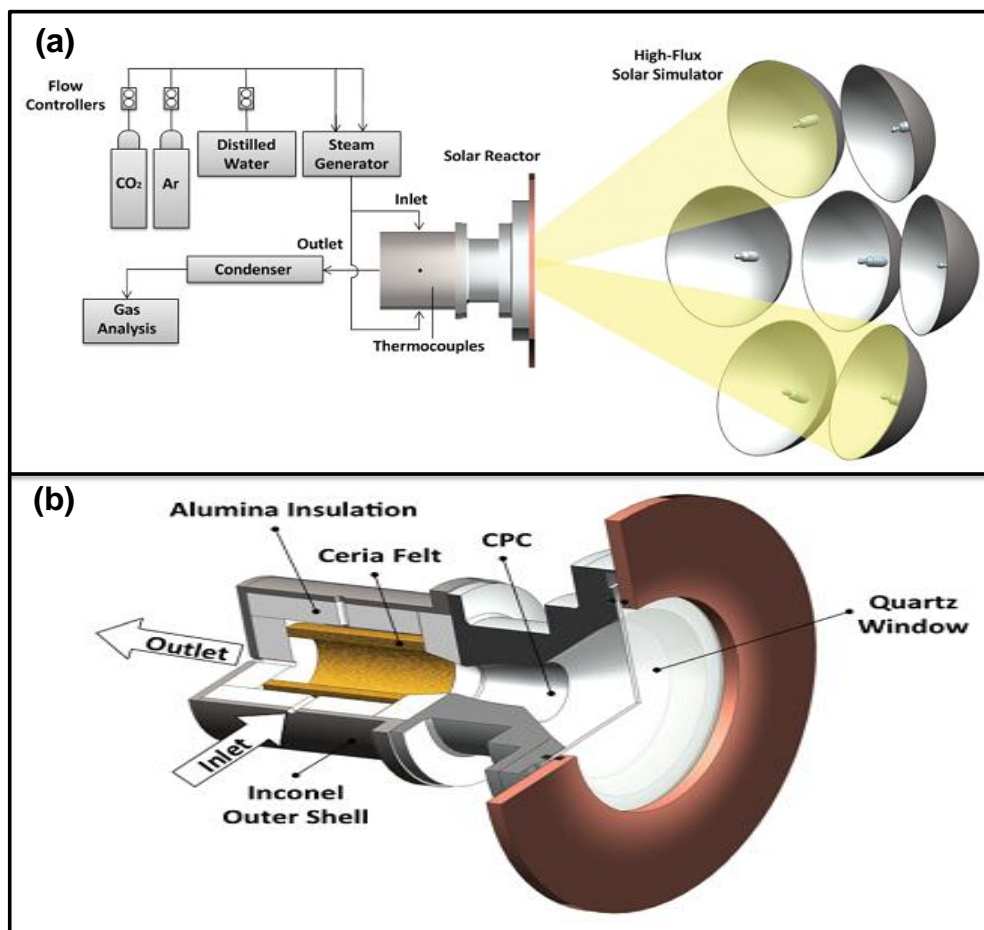 (a)
High-Flux
Solar Simulator
Flow
Controllers
Distilled
Water
Steam
Generator
Solar Reactor
CO₂
Ar
Inlet
Outlet
Condenser
Gas
Analysis
Thermocouples
(b)
Alumina Insulation
Ceria Felt
CPC
Quartz
Window
Outlet
Inlet
Inconel
Outer Shell